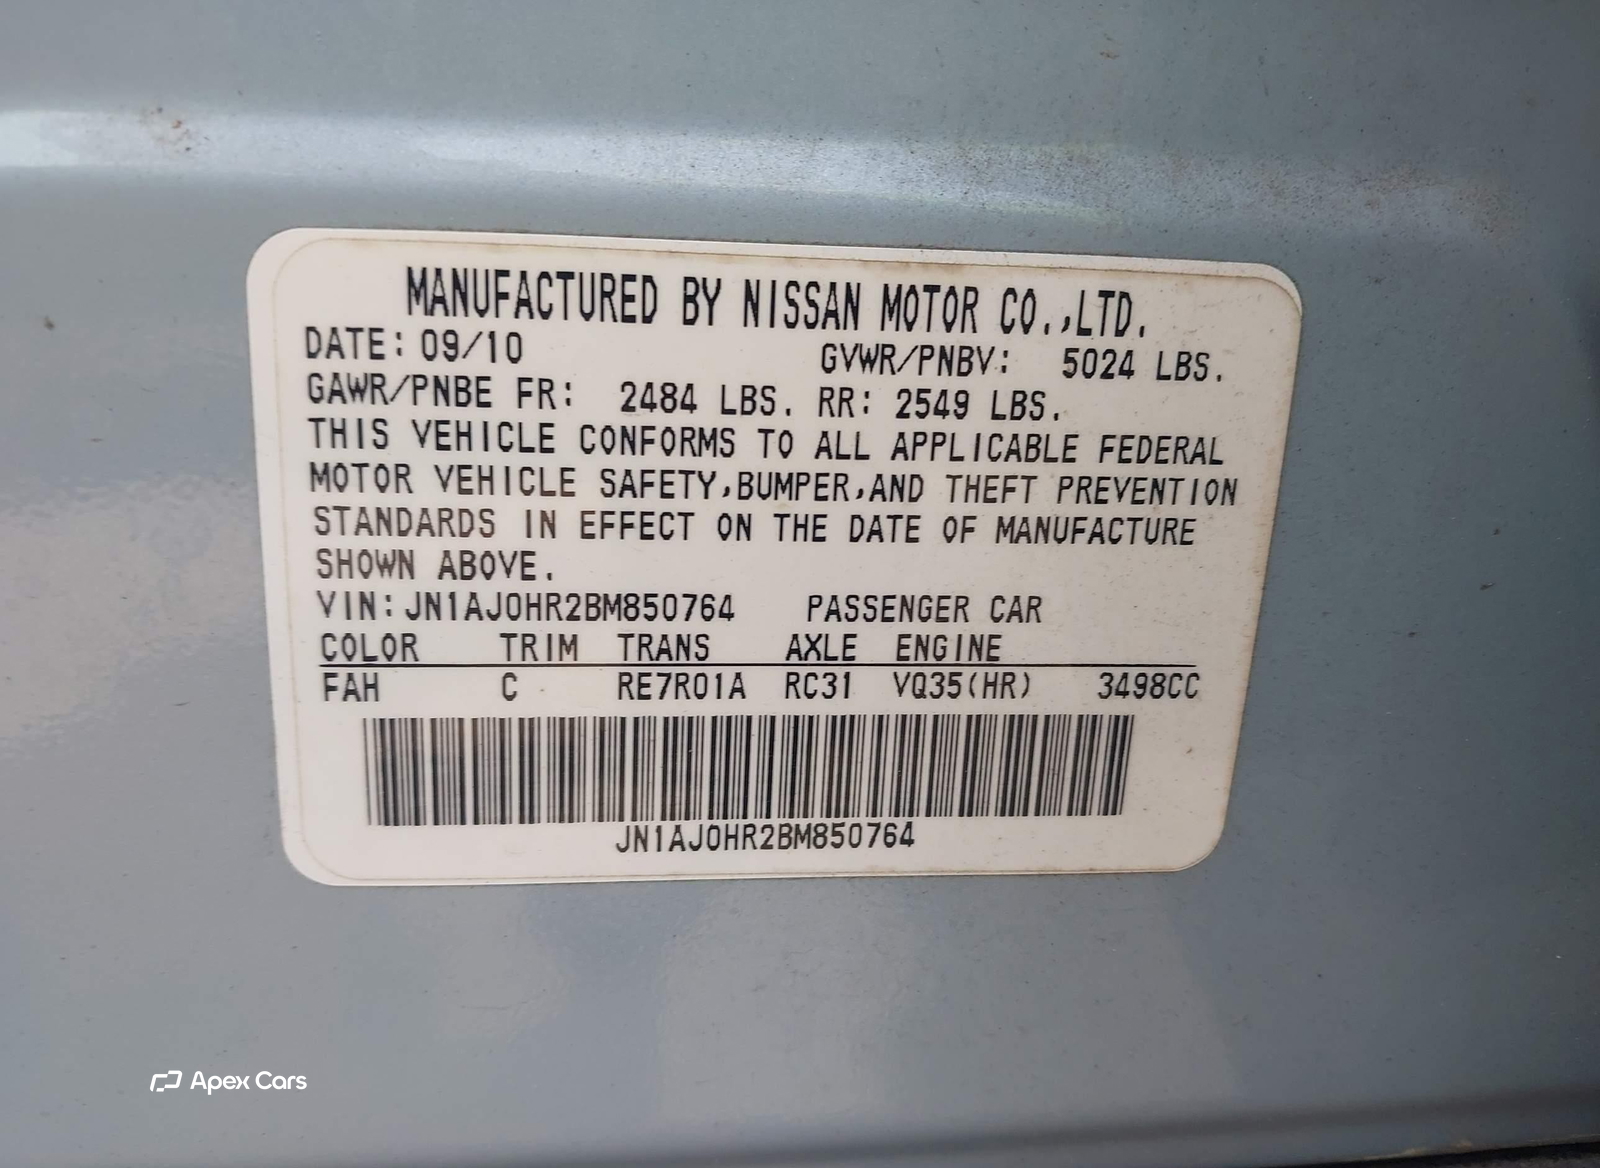 MANUFACTURED BY NISSAN MOTOR CO.,LTD.
DATE: 09/10 GVWR/PNBV: 5024 LBS.
GAWR/PNBE FR: 2484 LBS. RR: 2549 LBS.
THIS VEHICLE CONFORMS TO ALL APPLICABLE FEDERAL
MOTOR VEHICLE SAFETY,BUMPER,AND THEFT PREVENTION
STANDARDS IN EFFECT ON THE DATE OF MANUFACTURE
SHOWN ABOVE.
VIN: JN1AJ0HR2BM850764 PASSENGER CAR
COLOR TRIM TRANS AXLE ENGINE
FAH C RE7R01A RC31 VQ35(HR) 3498CC
JN1AJ0HR2BM850764
Apex Cars